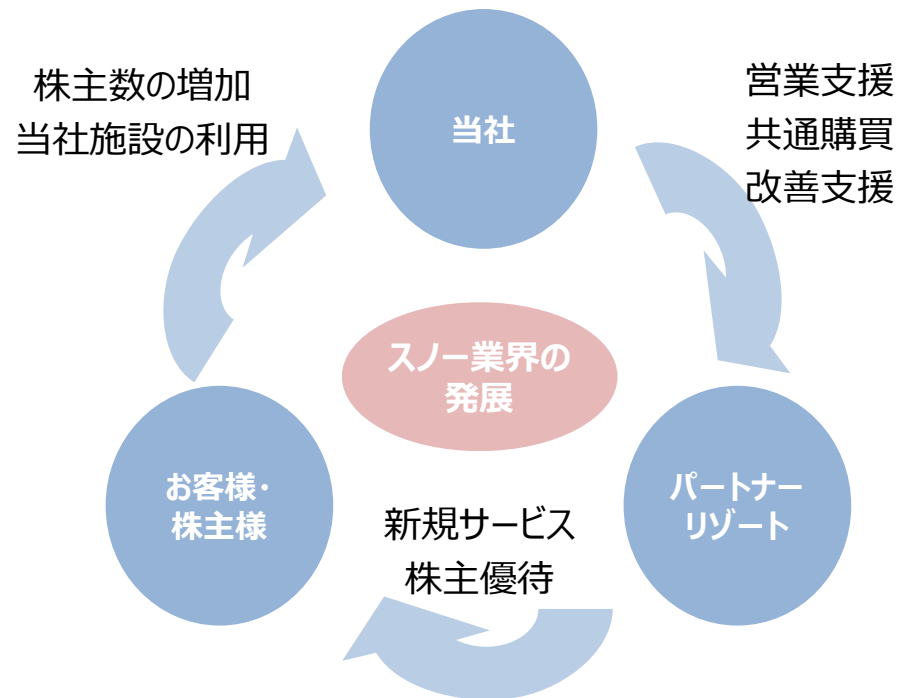 株主数の増加
当社施設の利用
当社
営業支援
共通購買
改善支援
スノー業界の
発展
お客様・
株主様
新規サービス
株主優待
パートナー
リゾート